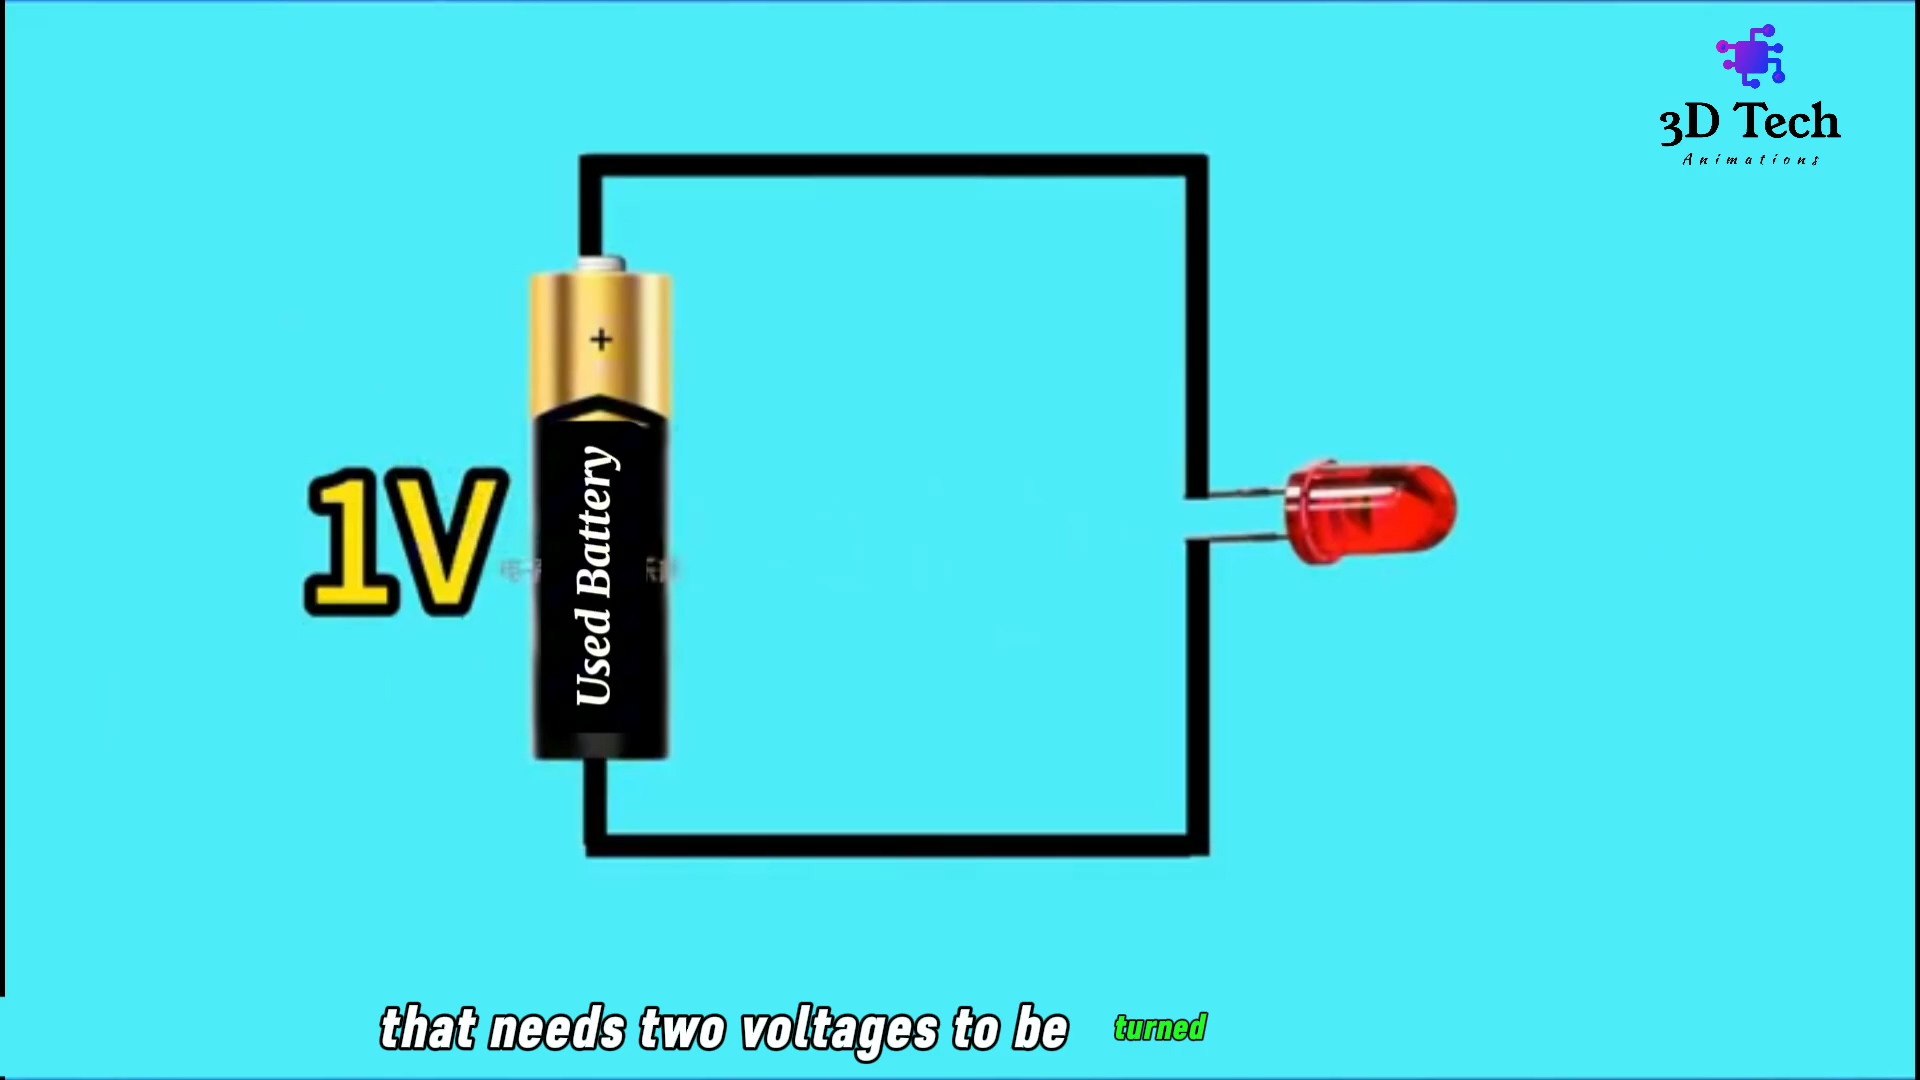 3D Tech
Animations
+
1V
Used Battery
that needs two voltages to be turned